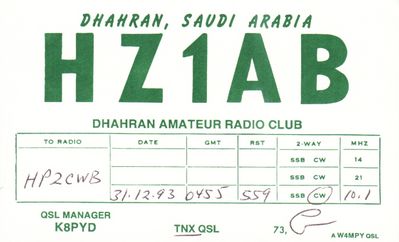 DHAHRAN, SAUDI ARABIA
HZ1AB
DHAHRAN AMATEUR RADIO CLUB
TO RADIO DATE GMT RST 2-WAY MHZ
SSB CW 14
SSB CW 21
HP2CWB 31.12.93 0455 559 SSB CW 10.1
QSL MANAGER
K8PYD TNX QSL 73,
A W4MPY QSL